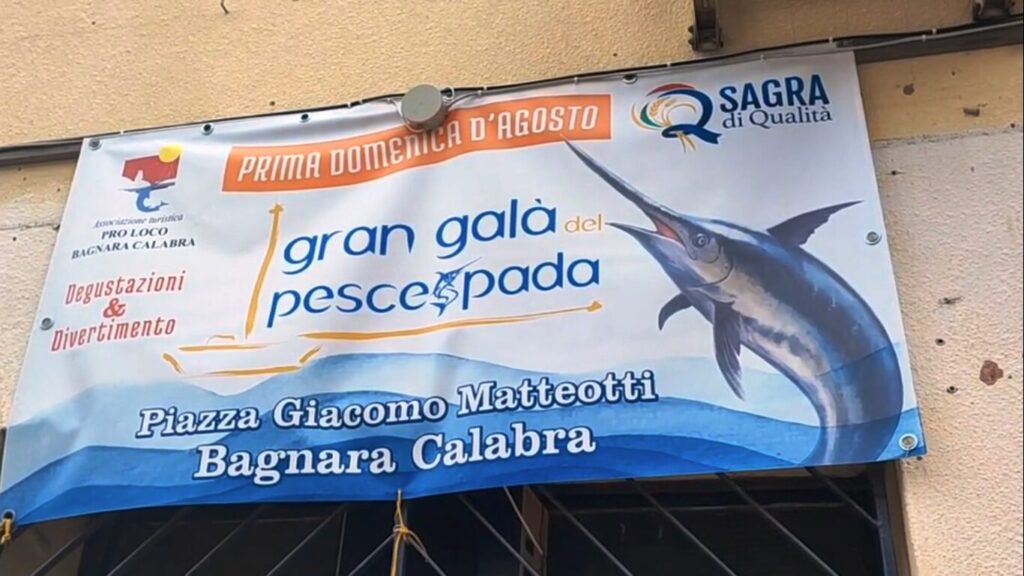 PRIMA DOMENICA D'AGOSTO
SAGRA
di Qualità
Associazione turistica
PRO LOCO
BAGNARA CALABRA
gran galà del
pescespada
Degustazioni
&
Divertimento
Piazza Giacomo Matteotti
Bagnara Calabra